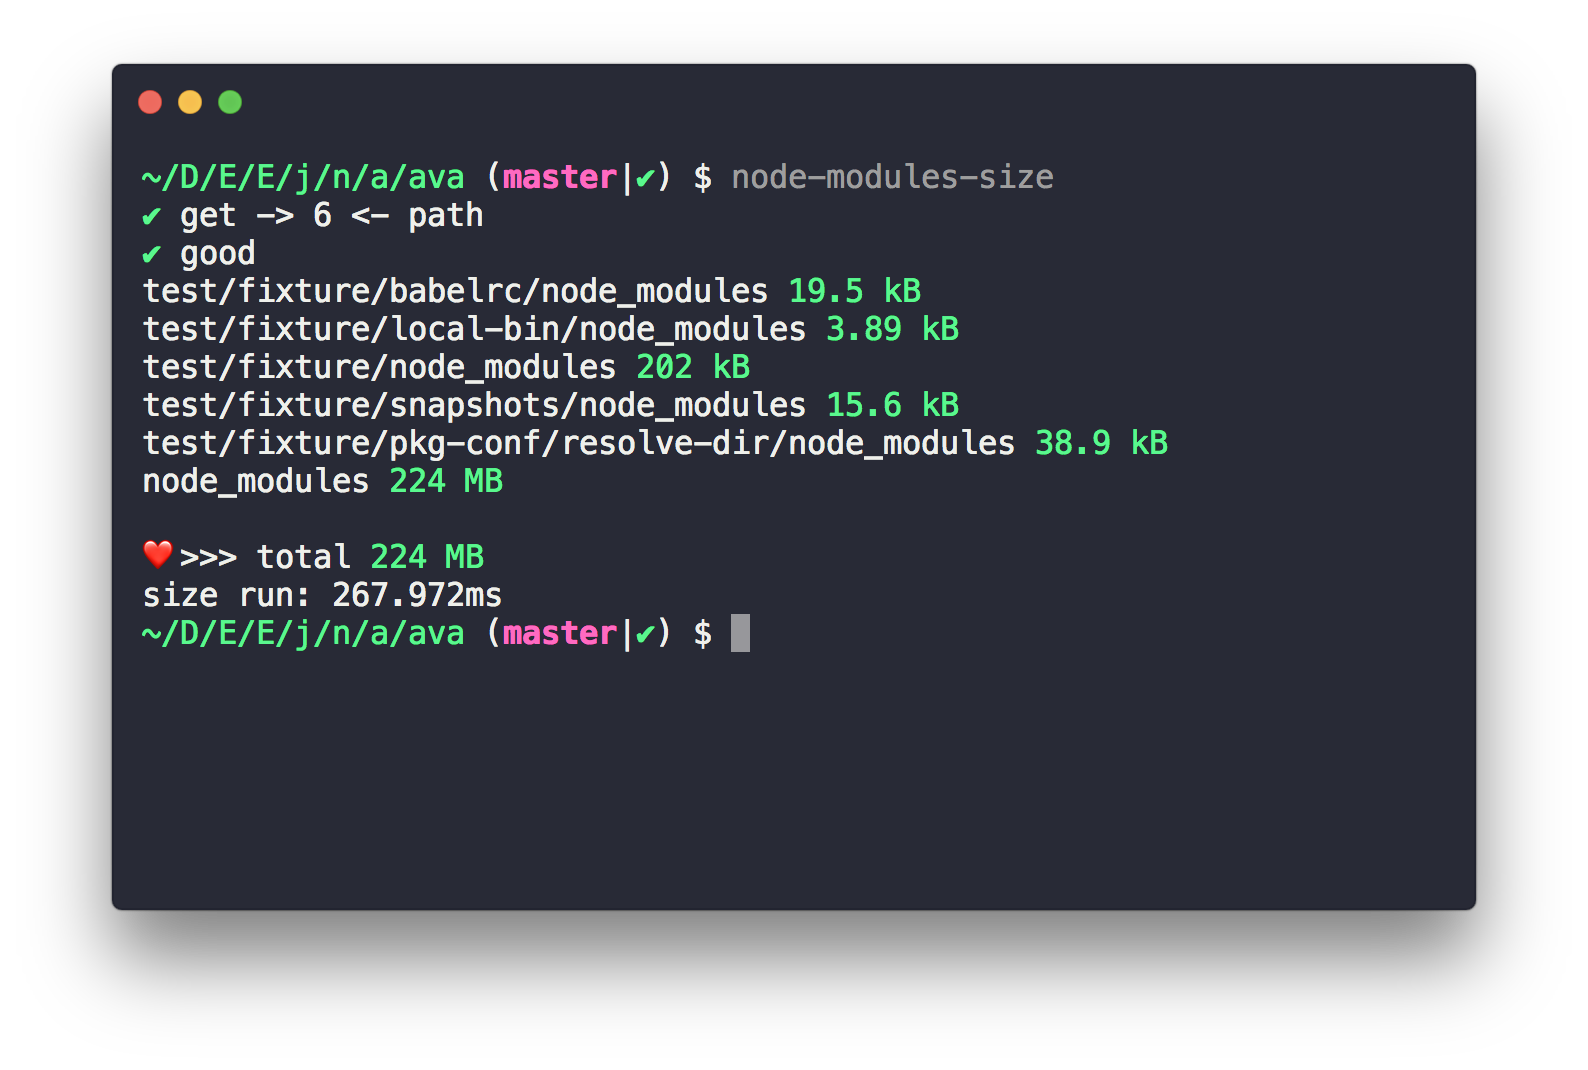 ~/D/E/E/j/n/a/ava (master|✔) $ node-modules-size
✔ get -> 6 <- path
✔ good
test/fixture/babelrc/node_modules 19.5 kB
test/fixture/local-bin/node_modules 3.89 kB
test/fixture/node_modules 202 kB
test/fixture/snapshots/node_modules 15.6 kB
test/fixture/pkg-conf/resolve-dir/node_modules 38.9 kB
node_modules 224 MB
❤️>>> total 224 MB
size run: 267.972ms
~/D/E/E/j/n/a/ava (master|✔) $